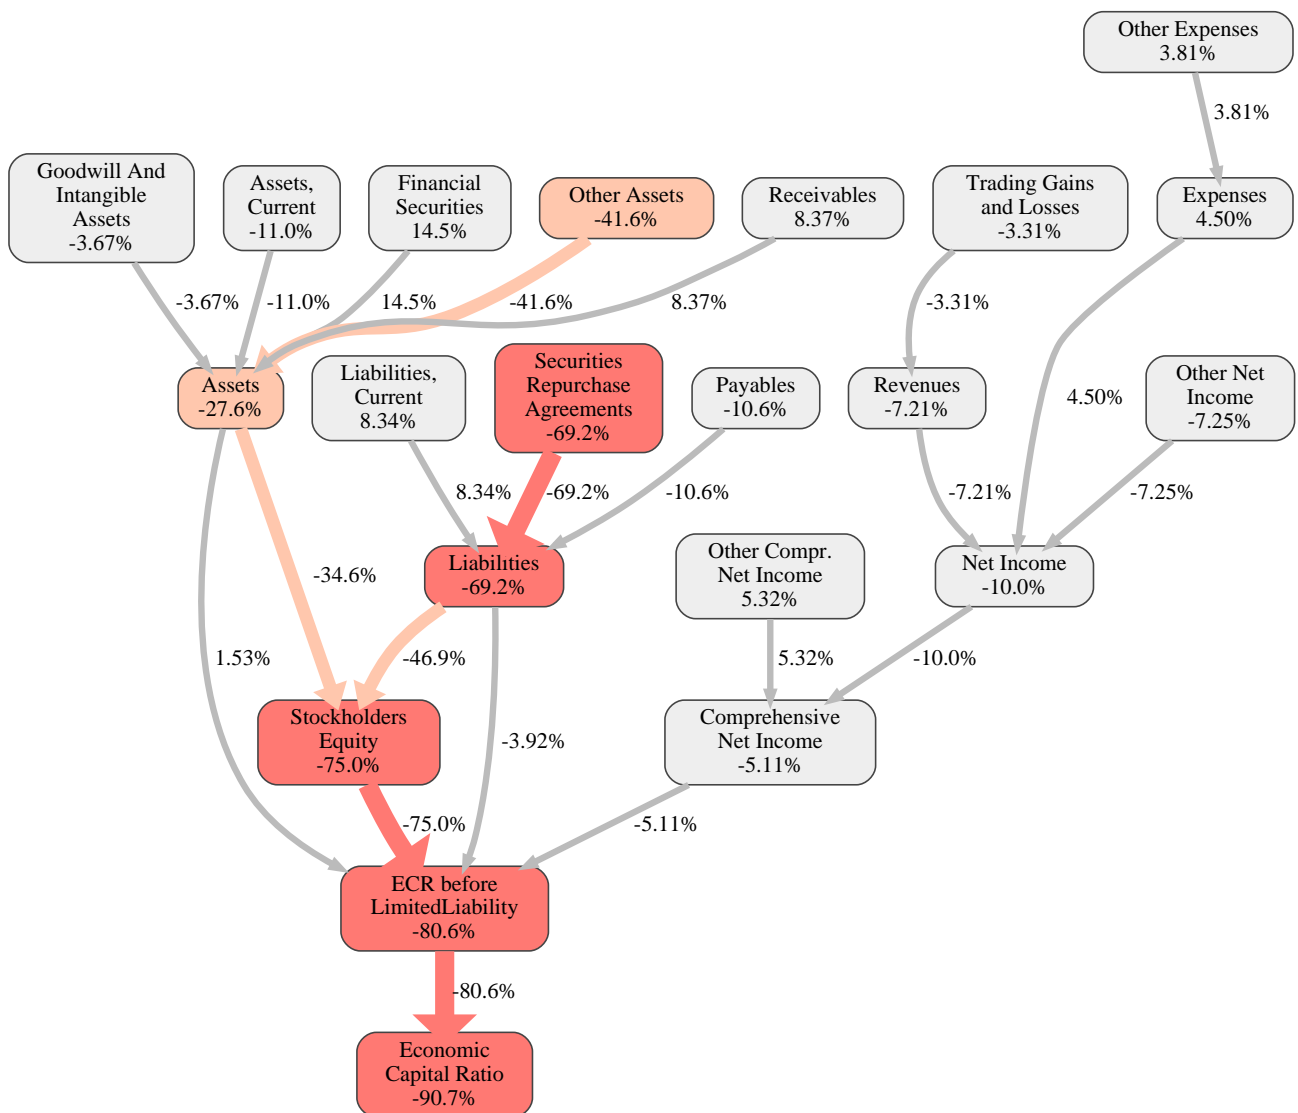 Other Expenses
3.81%
3.81%
Goodwill And
Intangible
Assets
-3.67%
Assets,
Current
-11.0%
Financial
Securities
14.5%
Other Assets
-41.6%
Receivables
8.37%
Trading Gains
and Losses
-3.31%
Expenses
4.50%
-3.67%
-11.0%
14.5%
-41.6%
8.37%
-3.31%
Assets
-27.6%
Liabilities,
Current
8.34%
Securities
Repurchase
Agreements
-69.2%
Payables
-10.6%
Revenues
-7.21%
4.50%
Other Net
Income
-7.25%
8.34%
-69.2%
-10.6%
-7.21%
-7.25%
-34.6%
Liabilities
-69.2%
Other Compr.
Net Income
5.32%
Net Income
-10.0%
1.53%
-46.9%
5.32%
-10.0%
Stockholders
Equity
-75.0%
-3.92%
Comprehensive
Net Income
-5.11%
-75.0%
-5.11%
ECR before
LimitedLiability
-80.6%
-80.6%
Economic
Capital Ratio
-90.7%